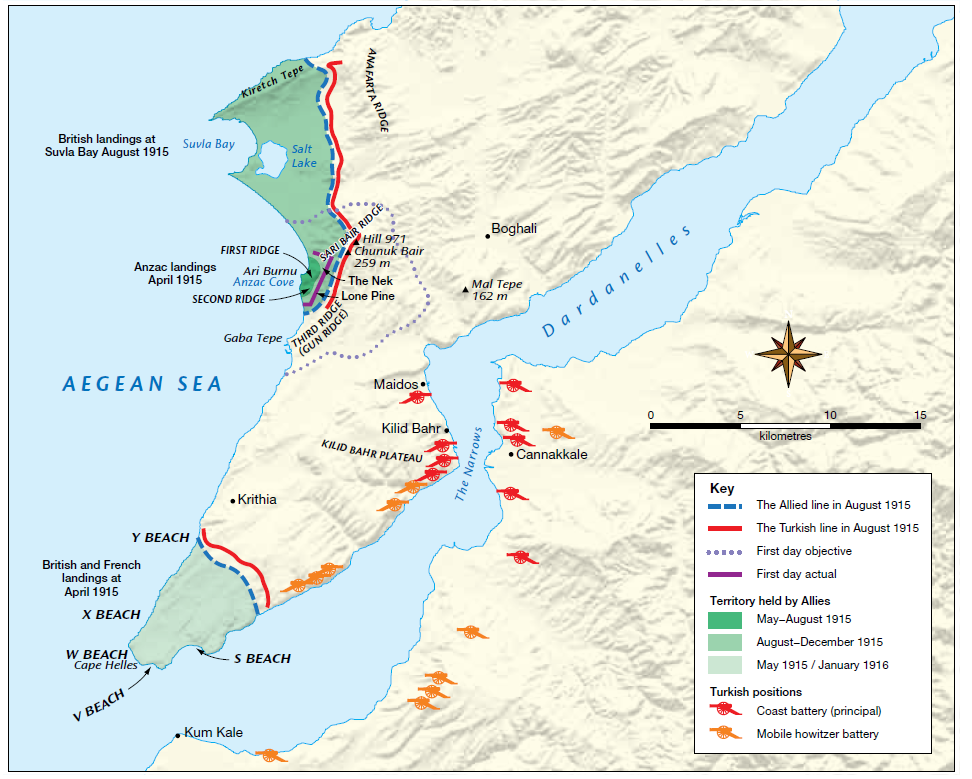 Kiretch Tepe
ANAFARTA RIDGE
British landings at
Suvla Bay August 1915
Suvla Bay
Salt
Lake
SARI BAIR RIDGE
Boghali
Hill 971
Chunuk Bair
259 m
FIRST RIDGE
Anzac landings
April 1915
Ari Burnu
Anzac Cove
SECOND RIDGE
The Nek
Lone Pine
Mal Tepe
162 m
Dardanelles
THIRD RIDGE
(GUN RIDGE)
Gaba Tepe
AEGEAN SEA
Maidos
Kilid Bahr
KILID BAHR PLATEAU
The Narrows
Cannakkale
0 5 10 15
kilometres
Krithia
Y BEACH
British and French
landings at
April 1915
X BEACH
W BEACH
Cape Helles
S BEACH
V BEACH
Kum Kale
Key
The Allied line in August 1915
The Turkish line in August 1915
First day objective
First day actual
Territory held by Allies
May–August 1915
August–December 1915
May 1915 / January 1916
Turkish positions
Coast battery (principal)
Mobile howitzer battery